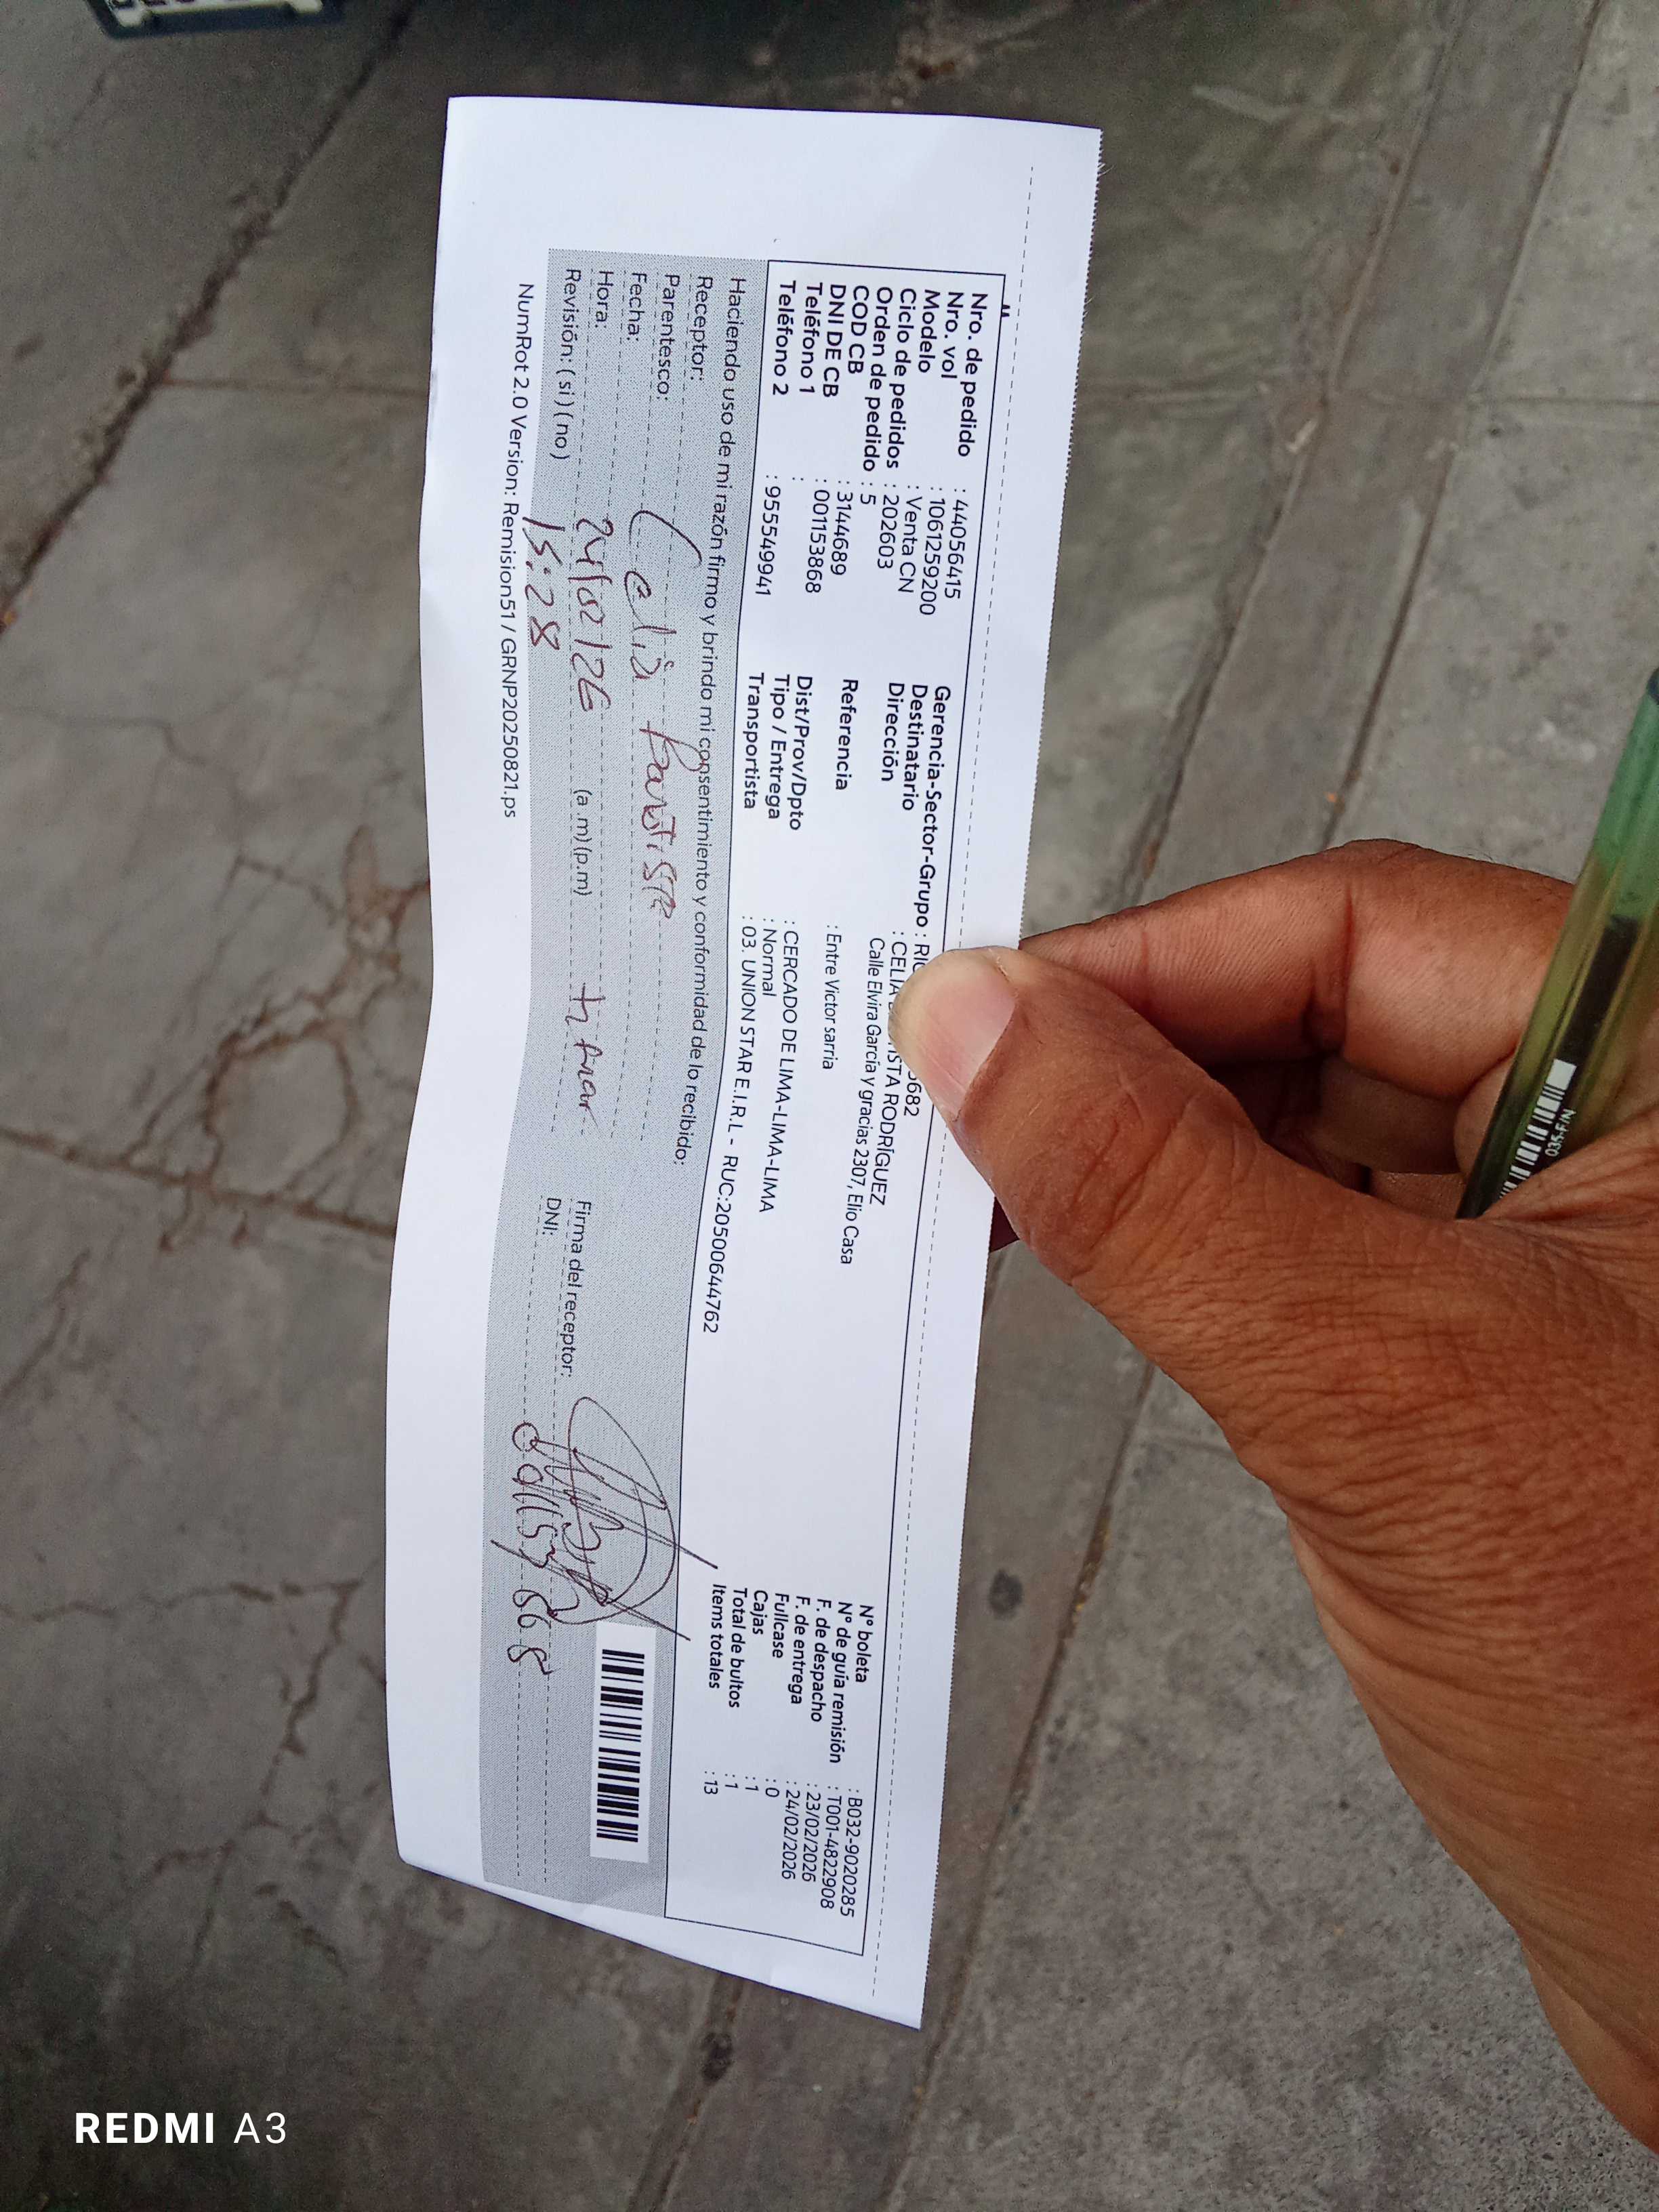 Nro. de pedido : 44056415
Nro. vol : 1061259200
Modelo : Venta CN
Ciclo de pedidos : 202603
Orden de pedido : 5
COD CB : 31446889
DNI DE CB : 001153868
Teléfono 1 :
Teléfono 2 : 955549941
Gerencia-Sector-Grupo : 5682
Destinatario : CELIA RODRÍGUEZ
Dirección Calle Elvira García y gracias 2307, Elio Casa
Referencia : Entre Victor sarria
Dist/Prov/Dpto : CERCADO DE LIMA-LIMA-LIMA
Tipo / Entrega : Normal
Transportista : 03. UNION STAR E.I.R.L - RUC:20500644762
N° boleta : B032-9020285
N° de guía remisión : T001-4822908
F. de despacho : 23/02/2026
F. de entrega : 24/02/2026
Fullcase : 0
Cajas : 1
Total de bultos : 1
Items totales : 13
Haciendo uso de mi razón firmo y brindo mi consentimiento y conformidad de lo recibido:
Receptor: Celia
Parentesco:
Fecha: 24/02/26
Hora: 15:28 (a .m) (p.m)
Revisión: ( si ) ( no )
Firma del receptor:
DNI:
NumRot 2.0 Version: Remision51 / GRNP20250821.ps
REDMI A3